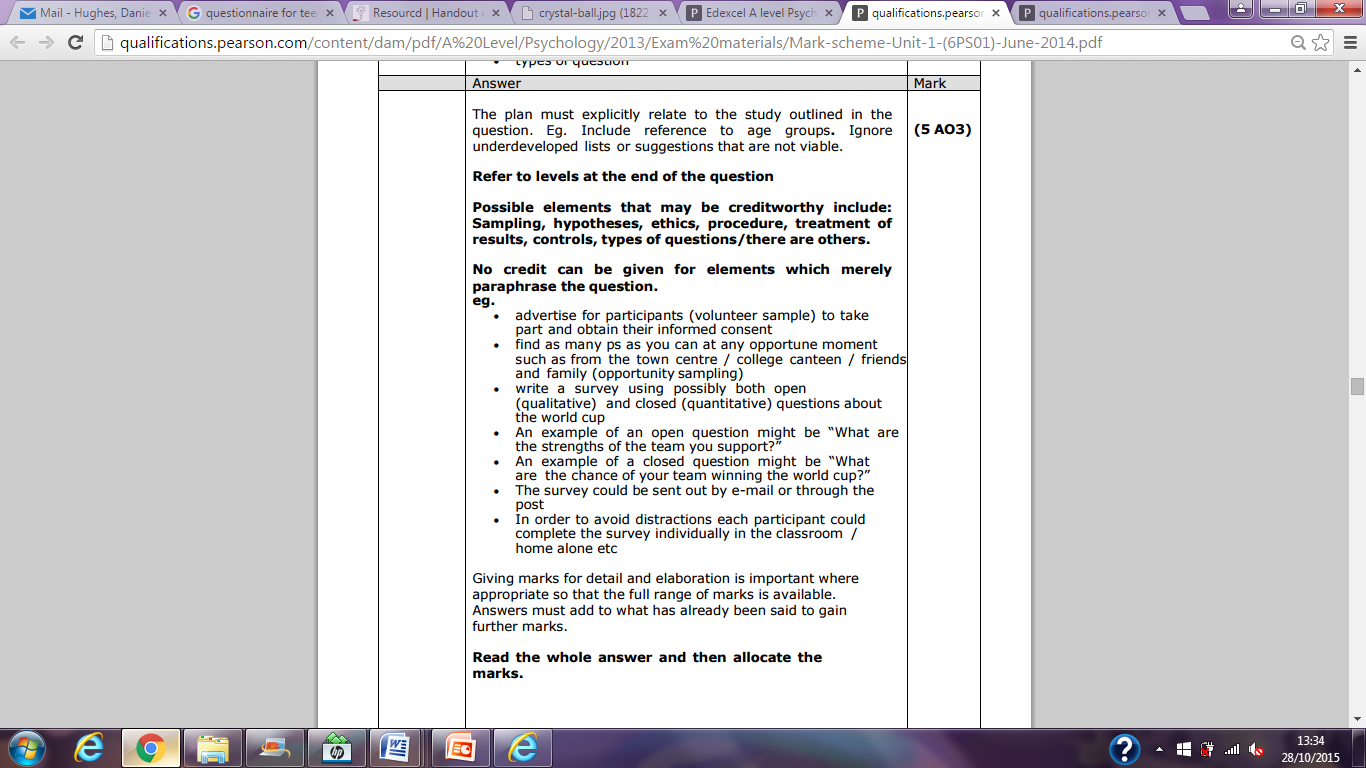 Mail - Hughes, Danie
questionnaire for tee
Resourcd | Handout
crystal-ball.jpg (1822
Edexcel A level Psych
qualifications.pearson
qualifications.pearson
qualifications.pearson.com/content/dam/pdf/A%20Level/Psychology/2013/Exam%20materials/Mark-scheme-Unit-1-(6PS01)-June-2014.pdf
• types of question
Answer Mark
The plan must explicitly relate to the study outlined in the
question. Eg. Include reference to age groups. Ignore (5 AO3)
underdeveloped lists or suggestions that are not viable.
Refer to levels at the end of the question
Possible elements that may be creditworthy include:
Sampling, hypotheses, ethics, procedure, treatment of
results, controls, types of questions/there are others.
No credit can be given for elements which merely
paraphrase the question.
eg.
• advertise for participants (volunteer sample) to take
part and obtain their informed consent
• find as many ps as you can at any opportune moment
such as from the town centre / college canteen / friends
and family (opportunity sampling)
• write a survey using possibly both open
(qualitative) and closed (quantitative) questions about
the world cup
• An example of an open question might be “What are
the strengths of the team you support?”
• An example of a closed question might be “What
are the chance of your team winning the world cup?”
• The survey could be sent out by e-mail or through the
post
• In order to avoid distractions each participant could
complete the survey individually in the classroom /
home alone etc
Giving marks for detail and elaboration is important where
appropriate so that the full range of marks is available.
Answers must add to what has already been said to gain
further marks.
Read the whole answer and then allocate the
marks.
13:34
28/10/2015